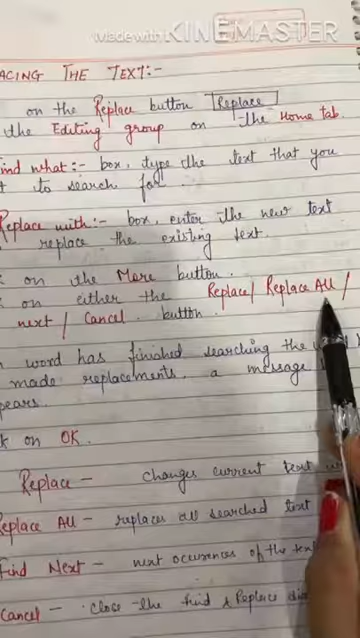 Made with KINEMASTER
ACING THE TEXT:-
on the Replace button Replace
the Editing group on the Home tab.
ind what:- box, type the text that you
t to search for.
Replace with:- box, enter the new text
replace the existing text.
on the More button.
on either the Replace/ Replace All /
next / Cancel button.
word has finished searching the
made replacements, a message
pears.
k on OK.
Replace - changes current text
Replace All - replaces all searched text
Find Next - next occurences of the
Cancel - close the find & Replace